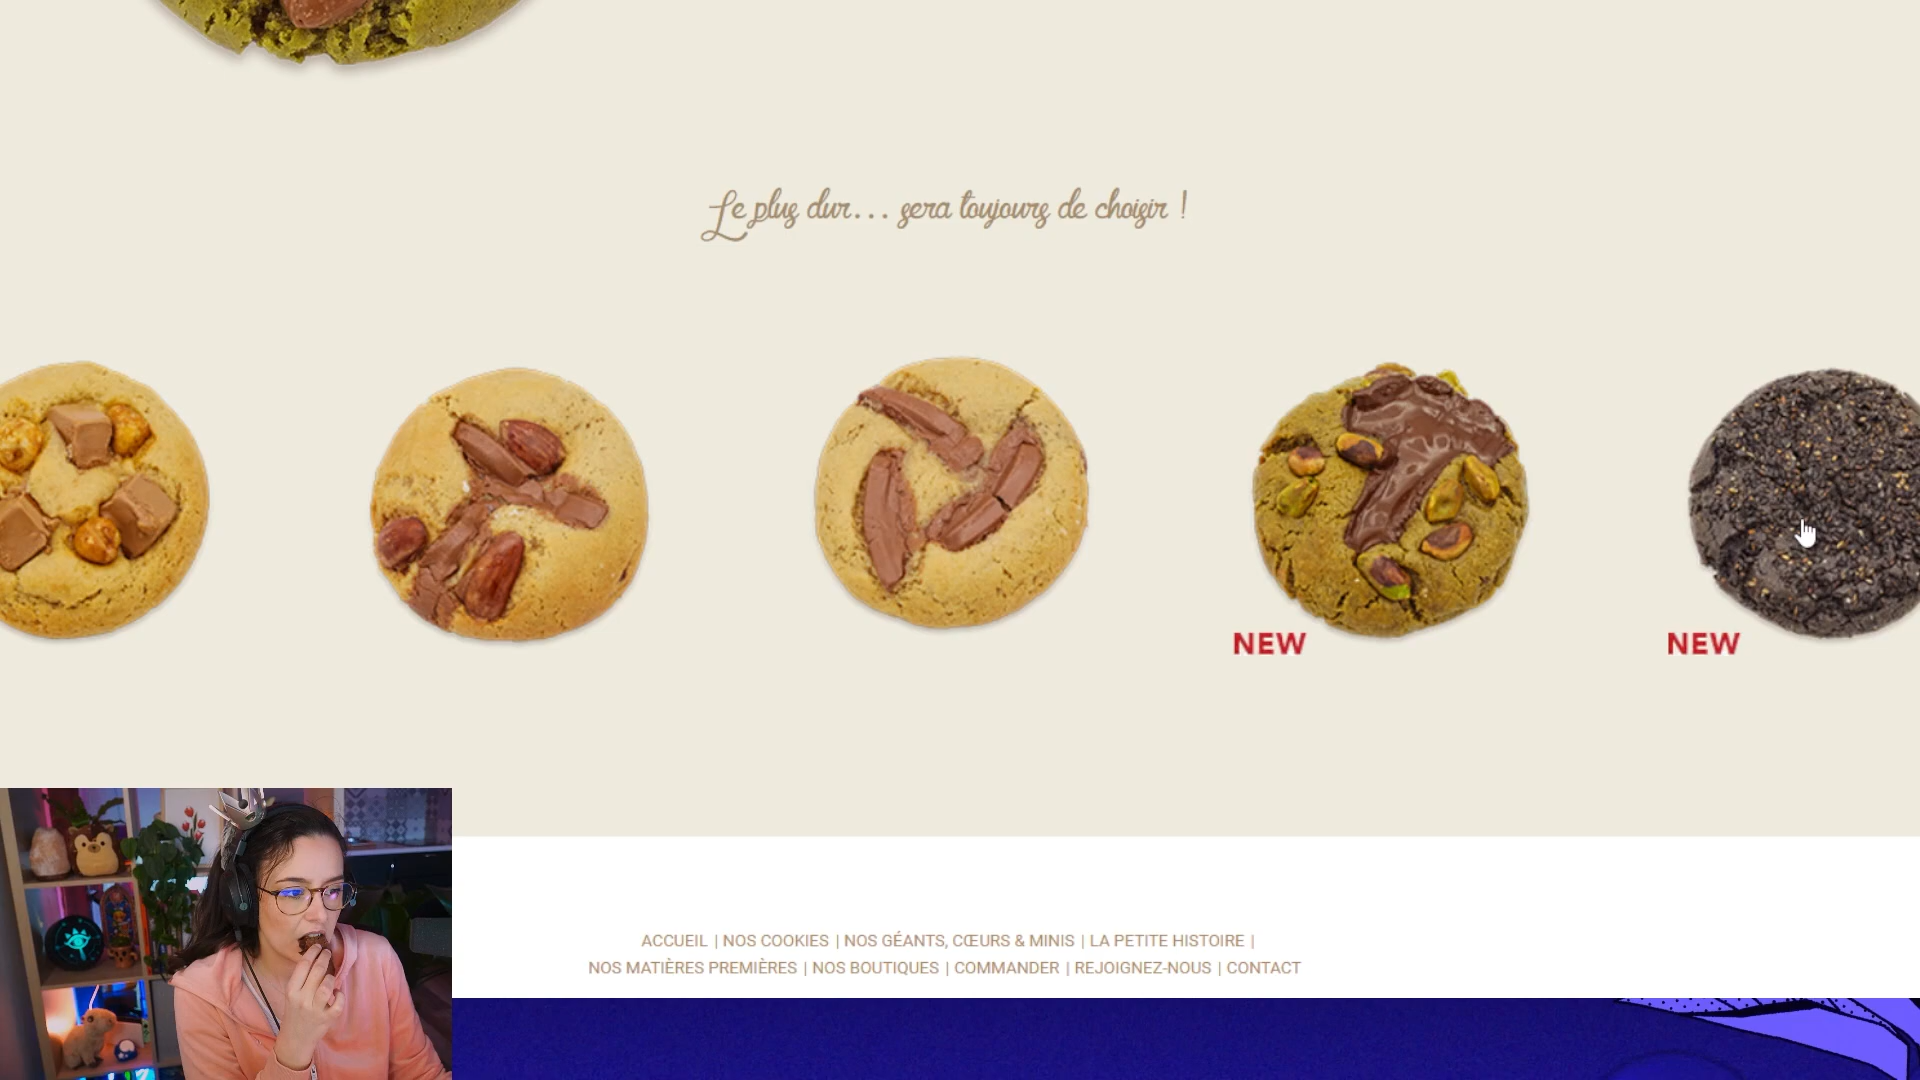 Le plus dur... sera toujours de choisir !
NEW
NEW
ACCUEIL | NOS COOKIES | NOS GÉANTS, CŒURS & MINIS | LA PETITE HISTOIRE |
NOS MATIÈRES PREMIÈRES | NOS BOUTIQUES | COMMANDER | REJOIGNEZ-NOUS | CONTACT